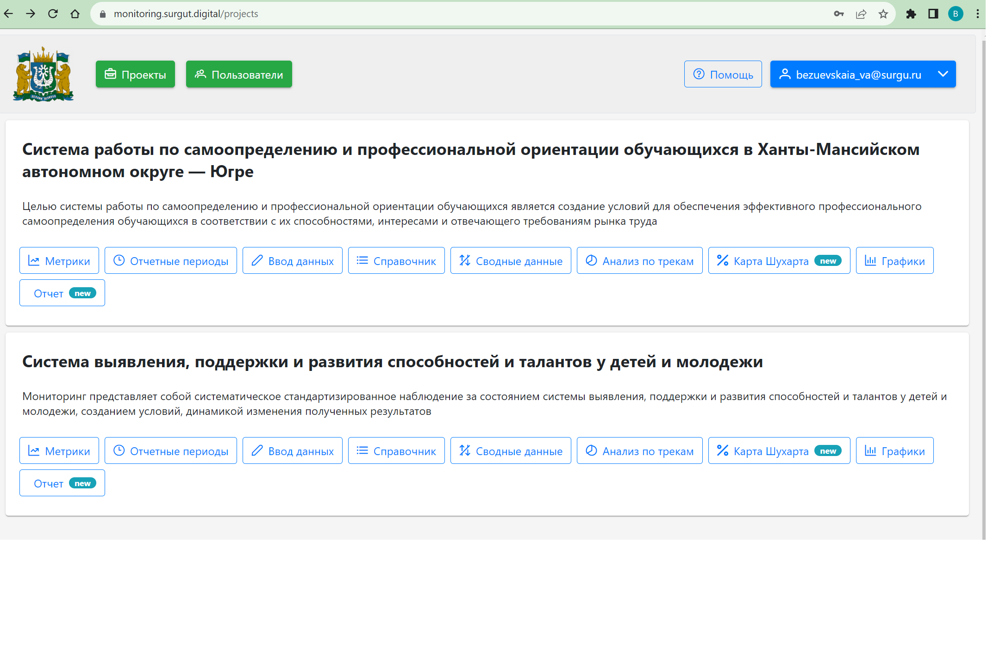 monitoring.surgut.digital/projects
B
Проекты
Пользователи
Помощь
bezuevskaia_va@surgu.ru
Система работы по самоопределению и профессиональной ориентации обучающихся в Ханты-Мансийском
автономном округе — Югре
Целью системы работы по самоопределению и профессиональной ориентации обучающихся является создание условий для обеспечения эффективного профессионального
самоопределения обучающихся в соответствии с их способностями, интересами и отвечающего требованиям рынка труда
Метрики Отчетные периоды Ввод данных Справочник Сводные данные Анализ по трекам Карта Шухарта new Графики
Отчет new
Система выявления, поддержки и развития способностей и талантов у детей и молодежи
Мониторинг представляет собой систематическое стандартизированное наблюдение за состоянием системы выявления, поддержки и развития способностей и талантов у детей и
молодежи, созданием условий, динамикой изменения полученных результатов
Метрики Отчетные периоды Ввод данных Справочник Сводные данные Анализ по трекам Карта Шухарта new Графики
Отчет new